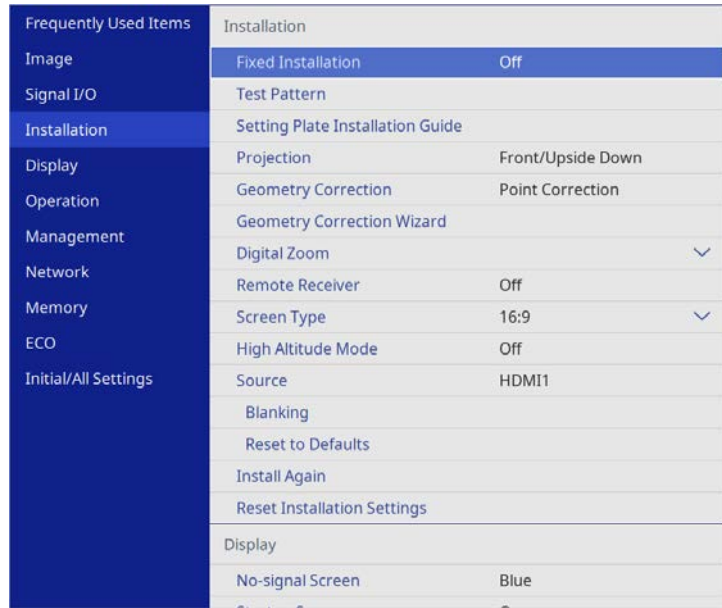 Frequently Used Items
Image
Signal I/O
Installation
Display
Operation
Management
Network
Memory
ECO
Initial/All Settings
Installation
Fixed Installation Off
Test Pattern
Setting Plate Installation Guide
Projection Front/Upside Down
Geometry Correction Point Correction
Geometry Correction Wizard
Digital Zoom
Remote Receiver Off
Screen Type 16:9
High Altitude Mode Off
Source HDMI1
Blanking
Reset to Defaults
Install Again
Reset Installation Settings
Display
No-signal Screen Blue